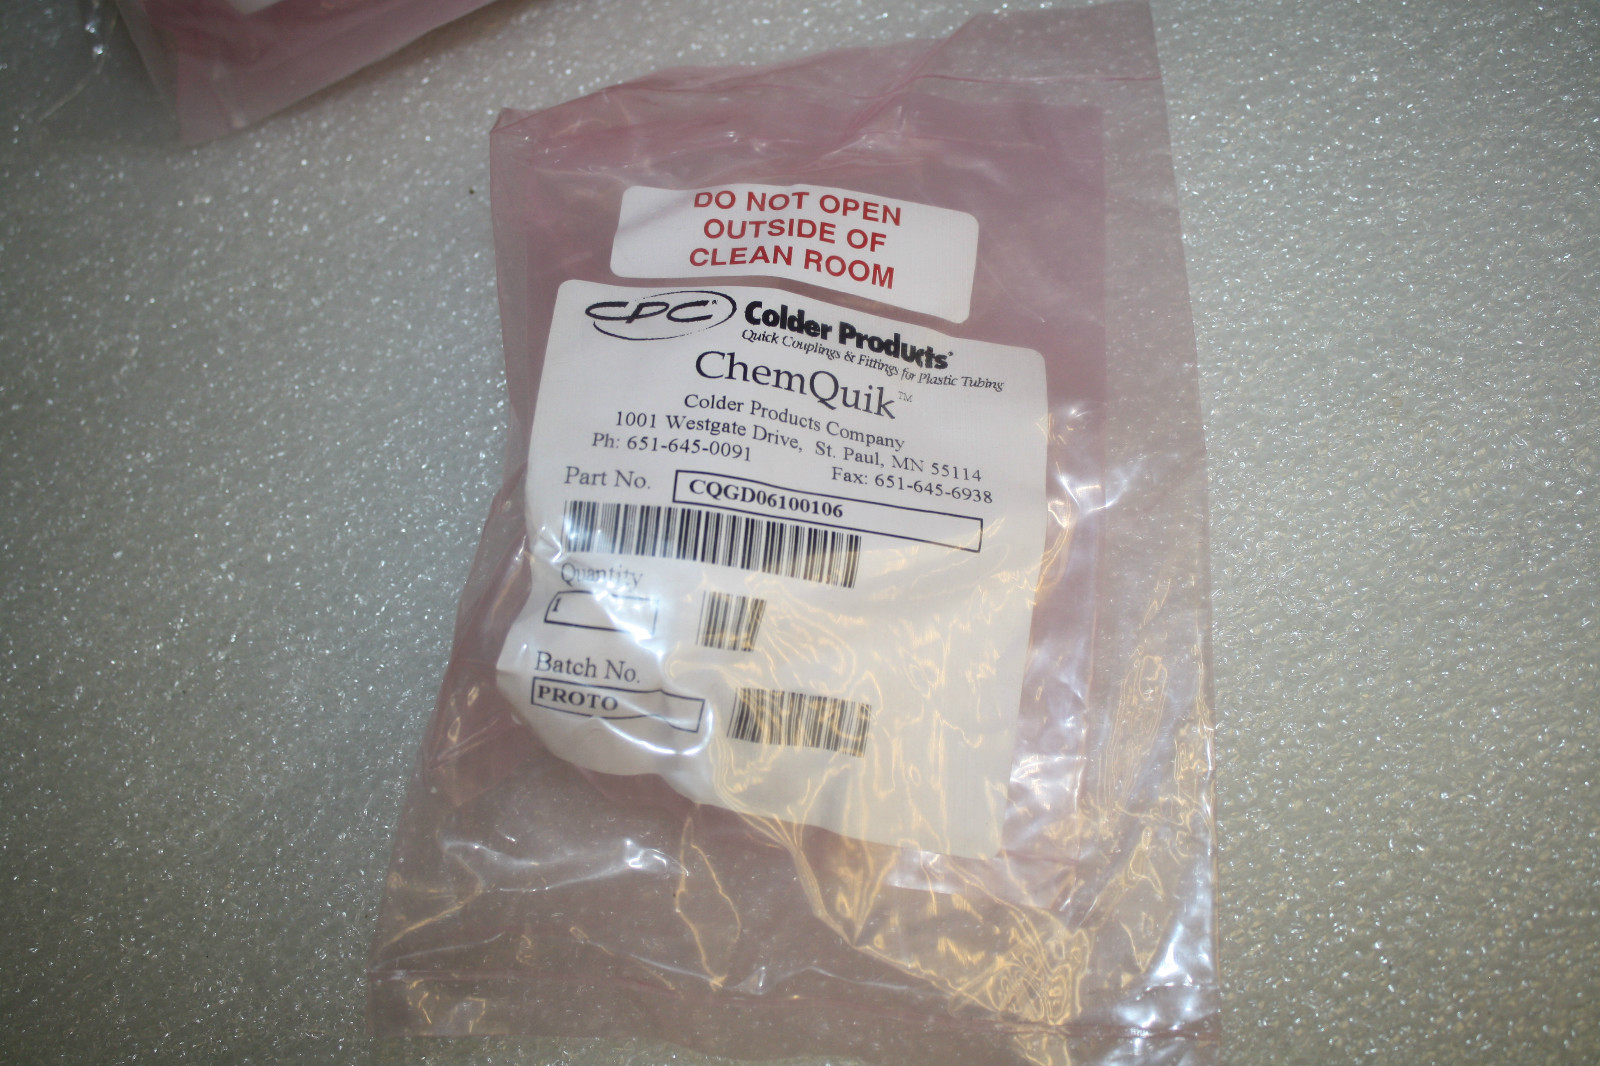 DO NOT OPEN
OUTSIDE OF
CLEAN ROOM
CPC® Colder Products®
Quick Couplings & Fittings for Plastic Tubing
ChemQuik™
Colder Products Company
1001 Westgate Drive, St. Paul, MN 55114
Ph: 651-645-0091 Fax: 651-645-6938
Part No. CQGD06100106
Quantity
1
Batch No.
PROTO